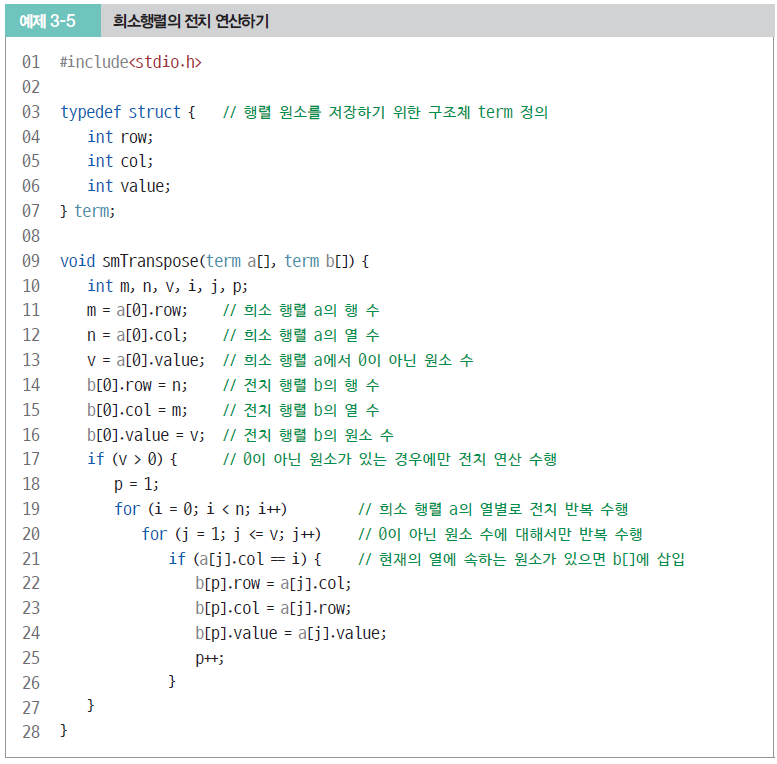 예제 3-5 희소행렬의 전치 연산하기
01 #include<stdio.h>
02
03 typedef struct { // 행렬 원소를 저장하기 위한 구조체 term 정의
04 int row;
05 int col;
06 int value;
07 } term;
08
09 void smTranspose(term a[], term b[]) {
10 int m, n, v, i, j, p;
11 m = a[0].row; // 희소 행렬 a의 행 수
12 n = a[0].col; // 희소 행렬 a의 열 수
13 v = a[0].value; // 희소 행렬 a에서 0이 아닌 원소 수
14 b[0].row = n; // 전치 행렬 b의 행 수
15 b[0].col = m; // 전치 행렬 b의 열 수
16 b[0].value = v; // 전치 행렬 b의 원소 수
17 if (v > 0) { // 0이 아닌 원소가 있는 경우에만 전치 연산 수행
18 p = 1;
19 for (i = 0; i < n; i++) // 희소 행렬 a의 열별로 전치 반복 수행
20 for (j = 1; j <= v; j++) // 0이 아닌 원소 수에 대해서만 반복 수행
21 if (a[j].col == i) { // 현재의 열에 속하는 원소가 있으면 b[]에 삽입
22 b[p].row = a[j].col;
23 b[p].col = a[j].row;
24 b[p].value = a[j].value;
25 p++;
26 }
27 }
28 }